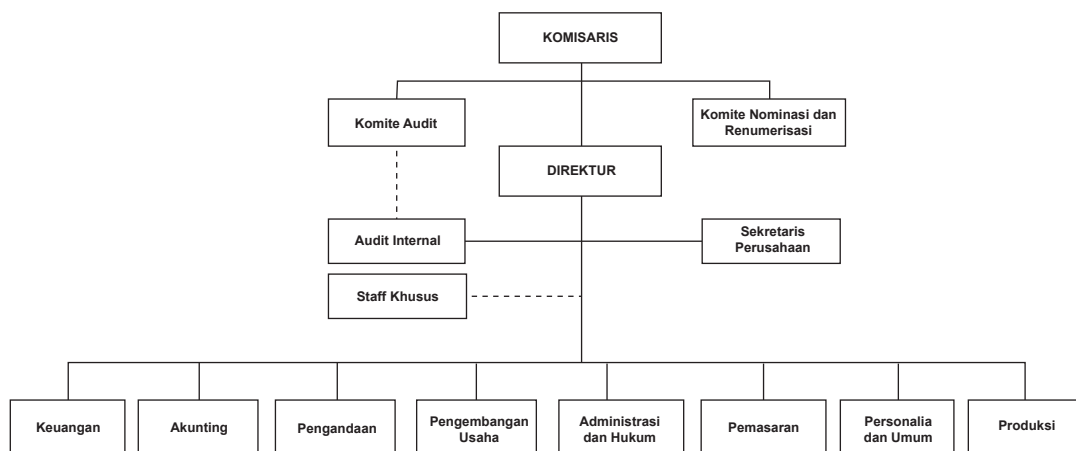 KOMISARIS
Komite Audit
Komite Nominasi dan
Renumerisasi
DIREKTUR
Audit Internal
Sekretaris
Perusahaan
Staff Khusus
Keuangan
Akunting
Pengandaan
Pengembangan
Usaha
Administrasi
dan Hukum
Pemasaran
Personalia
dan Umum
Produksi